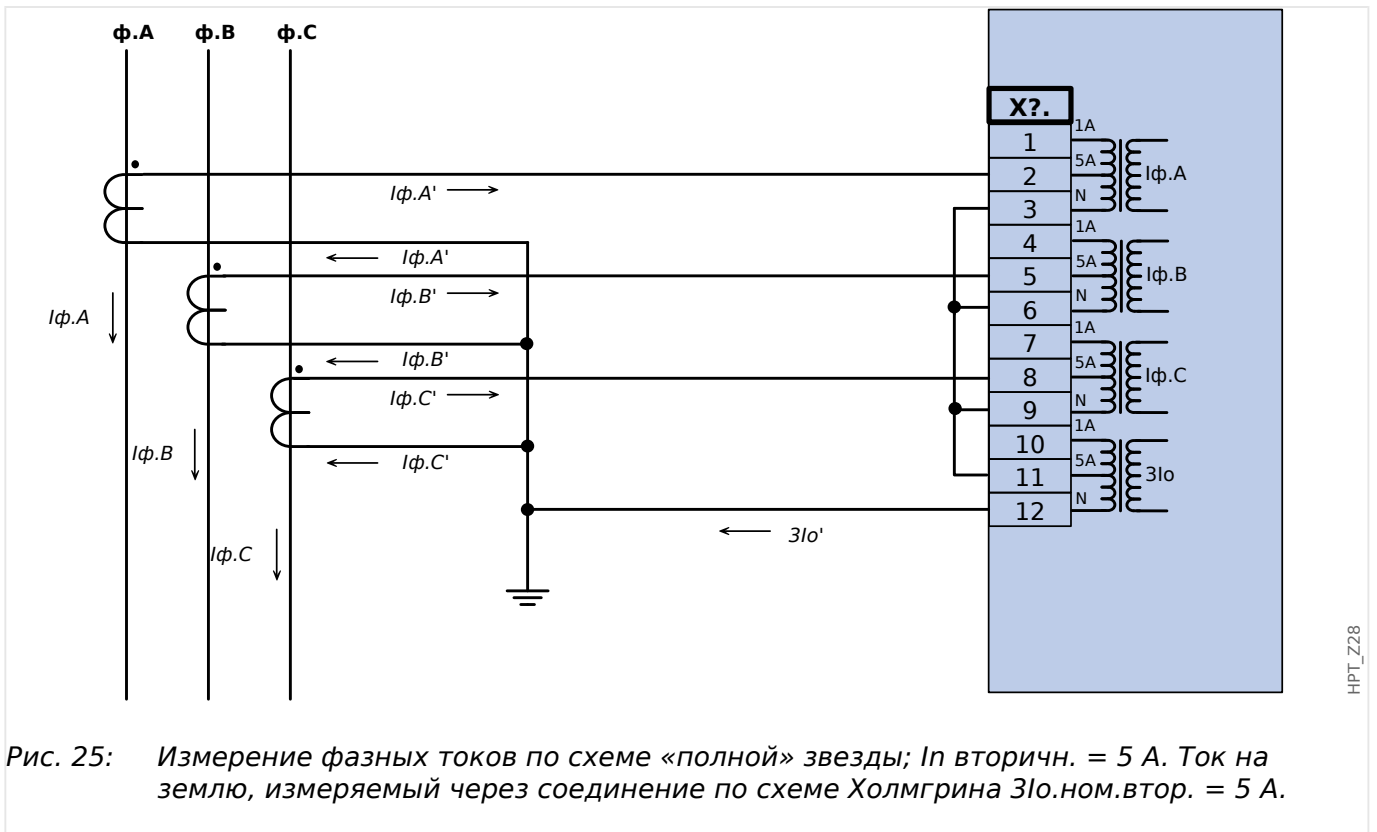 ф.A ф.B ф.C
X?.
1
2
3
4
5
6
7
8
9
10
11
12
1A
5A
N
Iф.A
1A
5A
N
Iф.B
1A
5A
N
Iф.C
1A
5A
N
3Io
Iф.A'
Iф.A'
Iф.B'
Iф.B'
Iф.C'
Iф.C'
3Io'
Iф.A
Iф.B
Iф.C
HPT_Z28
Рис. 25: Измерение фазных токов по схеме «полной» звезды; In вторичн. = 5 А. Ток на
землю, измеряемый через соединение по схеме Холмгрина 3Io.ном.втор. = 5 А.